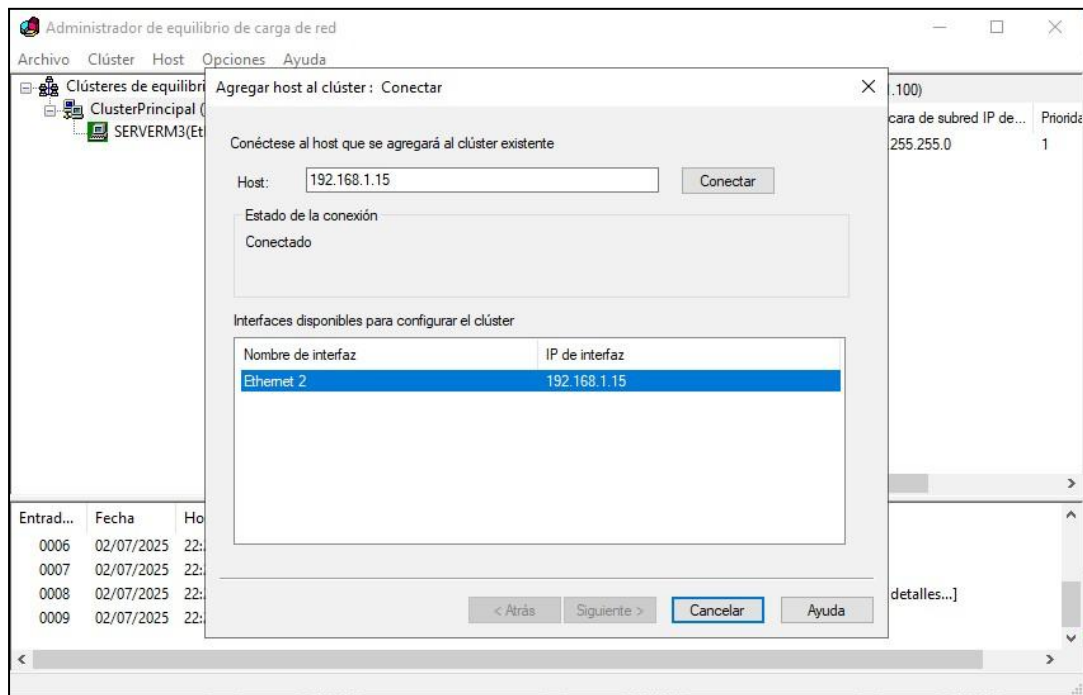 Administrador de equilibrio de carga de red
Archivo Clúster Host Opciones Ayuda
Clústeres de equilibri
ClusterPrincipal (
SERVERM3(Et
.100)
cara de subred IP de... Priorida
255.255.0 1
Agregar host al clúster : Conectar
Conéctese al host que se agregará al clúster existente
Host: 192.168.1.15 Conectar
Estado de la conexión
Conectado
Interfaces disponibles para configurar el clúster
Nombre de interfaz IP de interfaz
Ethernet 2 192.168.1.15
< Atrás Siguiente > Cancelar Ayuda
Entrad... Fecha Ho
0006 02/07/2025 22:
0007 02/07/2025 22:
0008 02/07/2025 22: detalles...]
0009 02/07/2025 22: